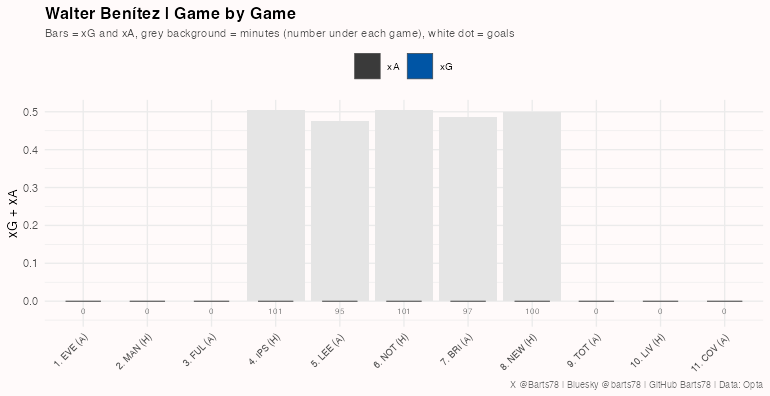 Walter Benítez | Game by Game
Bars = xG and xA, grey background = minutes (number under each game), white dot = goals
xA xG
xG + xA
0.5
0.4
0.3
0.2
0.1
0.0
0 0 0 101 95 101 97 100 0 0 0
1. EVE (A)
2. MAN (H)
3. FUL (A)
4. IPS (H)
5. LEE (A)
6. NOT (H)
7. BRI (A)
8. NEW (H)
9. TOT (A)
10. LIV (H)
11. COV (A)
X @Barts78 | Bluesky @barts78 | GitHub Barts78 | Data: Opta